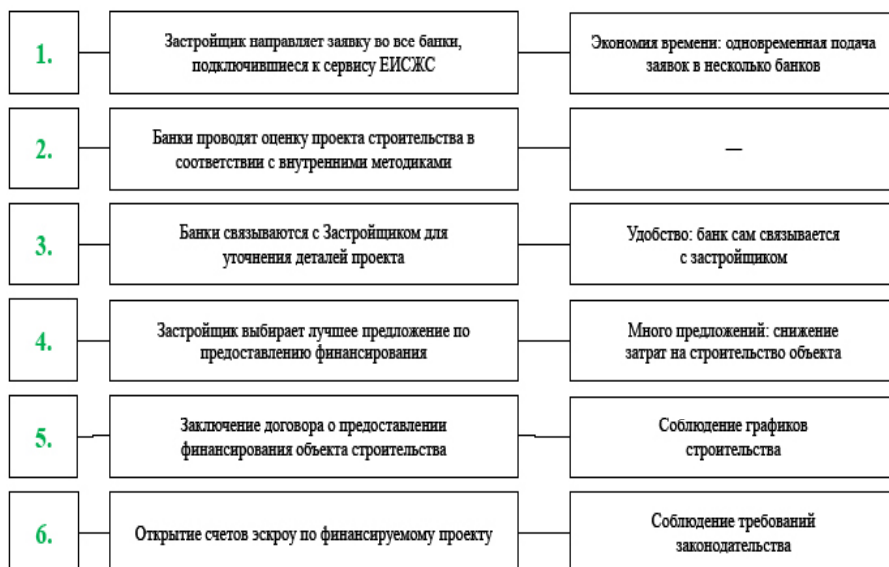 1.
Застройщик направляет заявку во все банки,
подключившиеся к сервису ЕИСЖС
Экономия времени: одновременная подача
заявок в несколько банков
2.
Банки проводят оценку проекта строительства в
соответствии с внутренними методиками
—
3.
Банки связываются с Застройщиком для
уточнения деталей проекта
Удобство: банк сам связывается
с застройщиком
4.
Застройщик выбирает лучшее предложение по
предоставлению финансирования
Много предложений: снижение
затрат на строительство объекта
5.
Заключение договора о предоставлении
финансирования объекта строительства
Соблюдение графиков
строительства
6.
Открытие счетов эскроу по финансируемому проекту
Соблюдение требований
законодательства